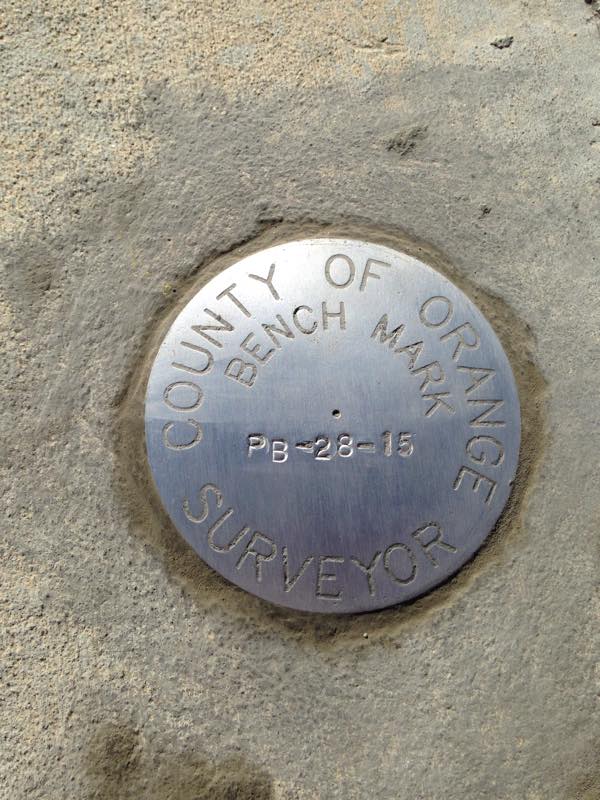 COUNTY OF ORANGE
BENCH MARK
PB-28-15
SURVEYOR